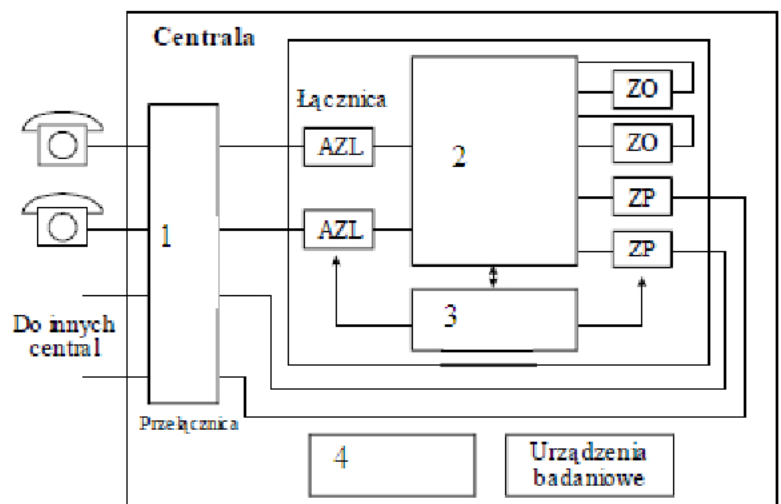 Centrala
Łącznica
AZL
AZL
1
2
3
4
ZO
ZO
ZP
ZP
Do innych
central
Przełącznica
Urządzenia
badaniowe